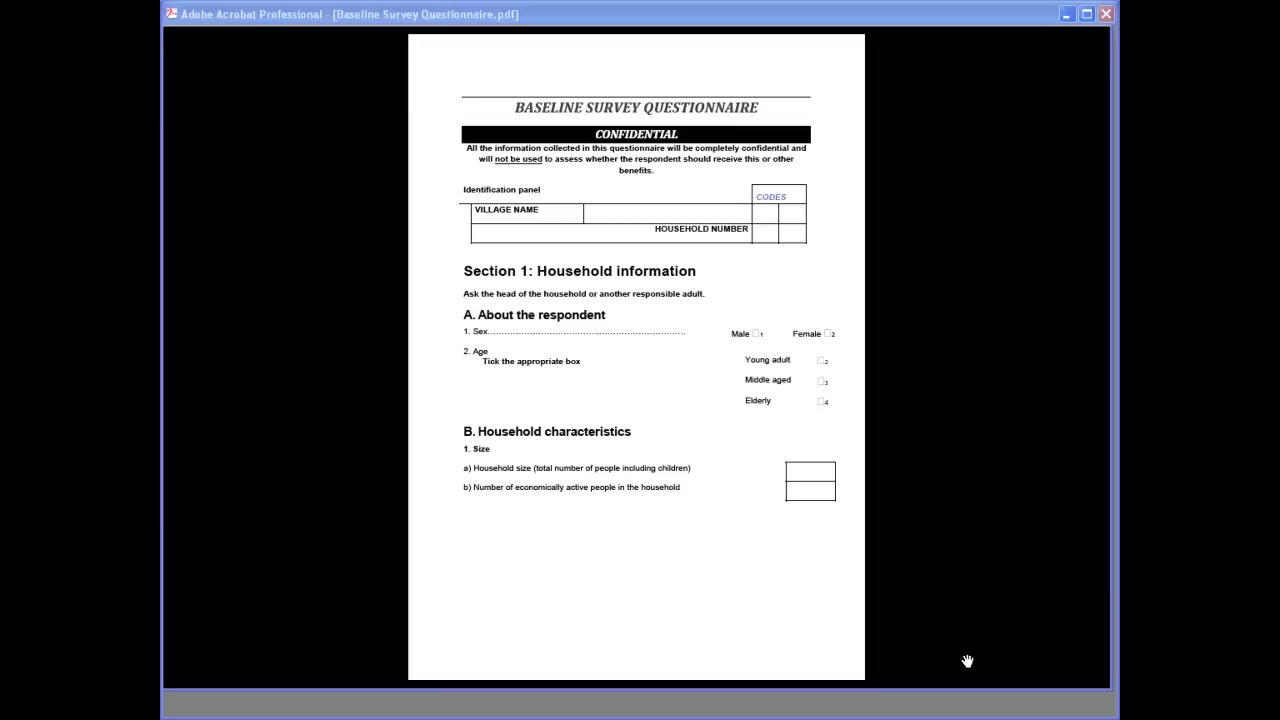 Adobe Acrobat Professional - [Baseline Survey Questionnaire.pdf]
BASELINE SURVEY QUESTIONNAIRE
CONFIDENTIAL
All the information collected in this questionnaire will be completely confidential and
will not be used to assess whether the respondent should receive this or other
benefits.
Identification panel
CODES
VILLAGE NAME
HOUSEHOLD NUMBER
Section 1: Household information
Ask the head of the household or another responsible adult.
A. About the respondent
1. Sex.................................................................... Male 1 Female 2
2. Age
Tick the appropriate box
Young adult 2
Middle aged 3
Elderly 4
B. Household characteristics
1. Size
a) Household size (total number of people including children)
b) Number of economically active people in the household